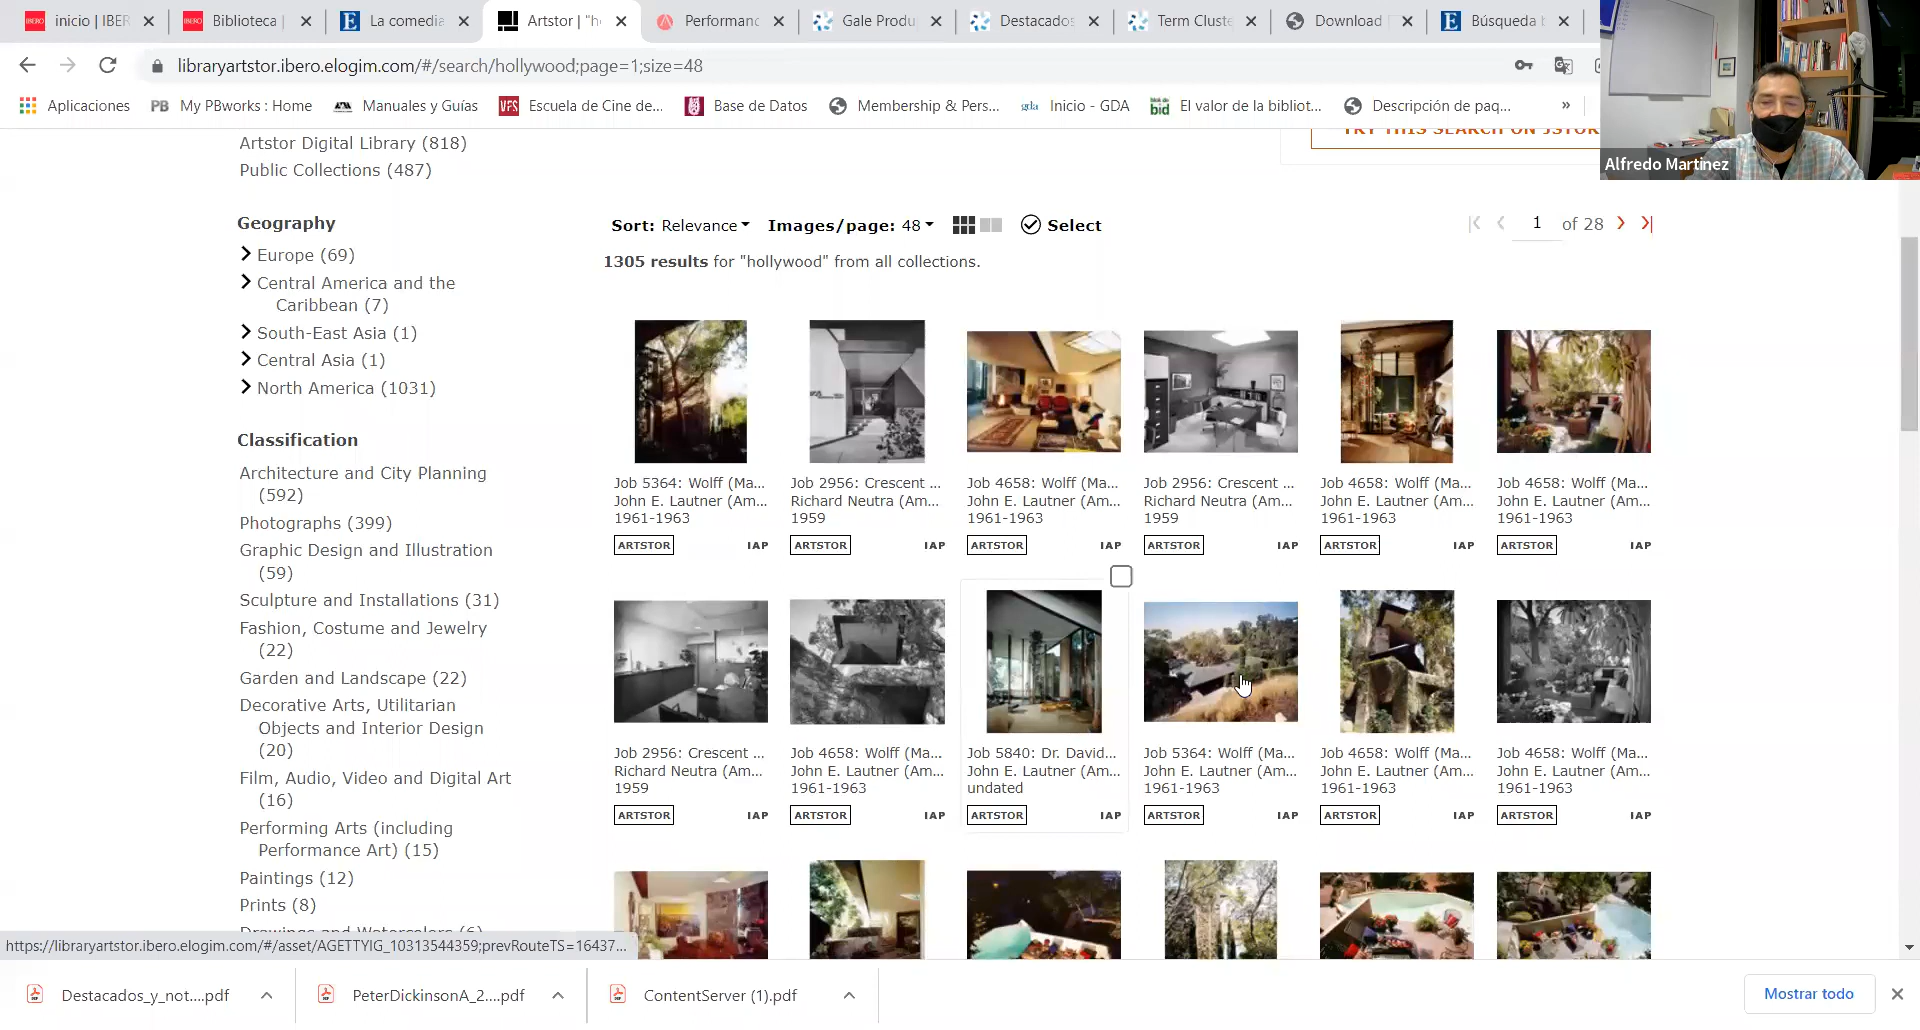 inicio | IBER
Biblioteca |
La comedia
Artstor | "ho
Performanc
Gale Produ
Destacados
Term Cluste
Download
Búsqueda b
libraryartstor.ibero.elogim.com/#/search/hollywood;page=1;size=48
Aplicaciones
PB My PBworks : Home
Manuales y Guías
Escuela de Cine de...
Base de Datos
Membership & Pers...
gda Inicio - GDA
bid El valor de la bibliot...
Descripción de paq...
»
Alfredo Martinez
TRY THIS SEARCH ON JSTOR
Artstor Digital Library (818)
Public Collections (487)
Geography
Europe (69)
Central America and the
Caribbean (7)
South-East Asia (1)
Central Asia (1)
North America (1031)
Classification
Architecture and City Planning
(592)
Photographs (399)
Graphic Design and Illustration
(59)
Sculpture and Installations (31)
Fashion, Costume and Jewelry
(22)
Garden and Landscape (22)
Decorative Arts, Utilitarian
Objects and Interior Design
(20)
Film, Audio, Video and Digital Art
(16)
Performing Arts (including
Performance Art) (15)
Paintings (12)
Prints (8)
Drawings and Watercolors (6)
Sort: Relevance Images/page: 48 Select
1 of 28
1305 results for "hollywood" from all collections.
Job 5364: Wolff (Ma...
John E. Lautner (Am...
1961-1963
ARTSTOR IAP
Job 2956: Crescent ...
Richard Neutra (Am...
1959
ARTSTOR IAP
Job 4658: Wolff (Ma...
John E. Lautner (Am...
1961-1963
ARTSTOR IAP
Job 2956: Crescent ...
Richard Neutra (Am...
1959
ARTSTOR IAP
Job 4658: Wolff (Ma...
John E. Lautner (Am...
1961-1963
ARTSTOR IAP
Job 4658: Wolff (Ma...
John E. Lautner (Am...
1961-1963
ARTSTOR IAP
Job 2956: Crescent ...
Richard Neutra (Am...
1959
ARTSTOR IAP
Job 4658: Wolff (Ma...
John E. Lautner (Am...
1961-1963
ARTSTOR IAP
Job 5840: Dr. David...
John E. Lautner (Am...
undated
ARTSTOR IAP
Job 5364: Wolff (Ma...
John E. Lautner (Am...
1961-1963
ARTSTOR IAP
Job 4658: Wolff (Ma...
John E. Lautner (Am...
1961-1963
ARTSTOR IAP
Job 4658: Wolff (Ma...
John E. Lautner (Am...
1961-1963
ARTSTOR IAP
https://libraryartstor.ibero.elogim.com/#/asset/AGETTYIG_10313544359;prevRouteTS=16437...
Destacados_y_not....pdf
PeterDickinsonA_2....pdf
ContentServer (1).pdf
Mostrar todo